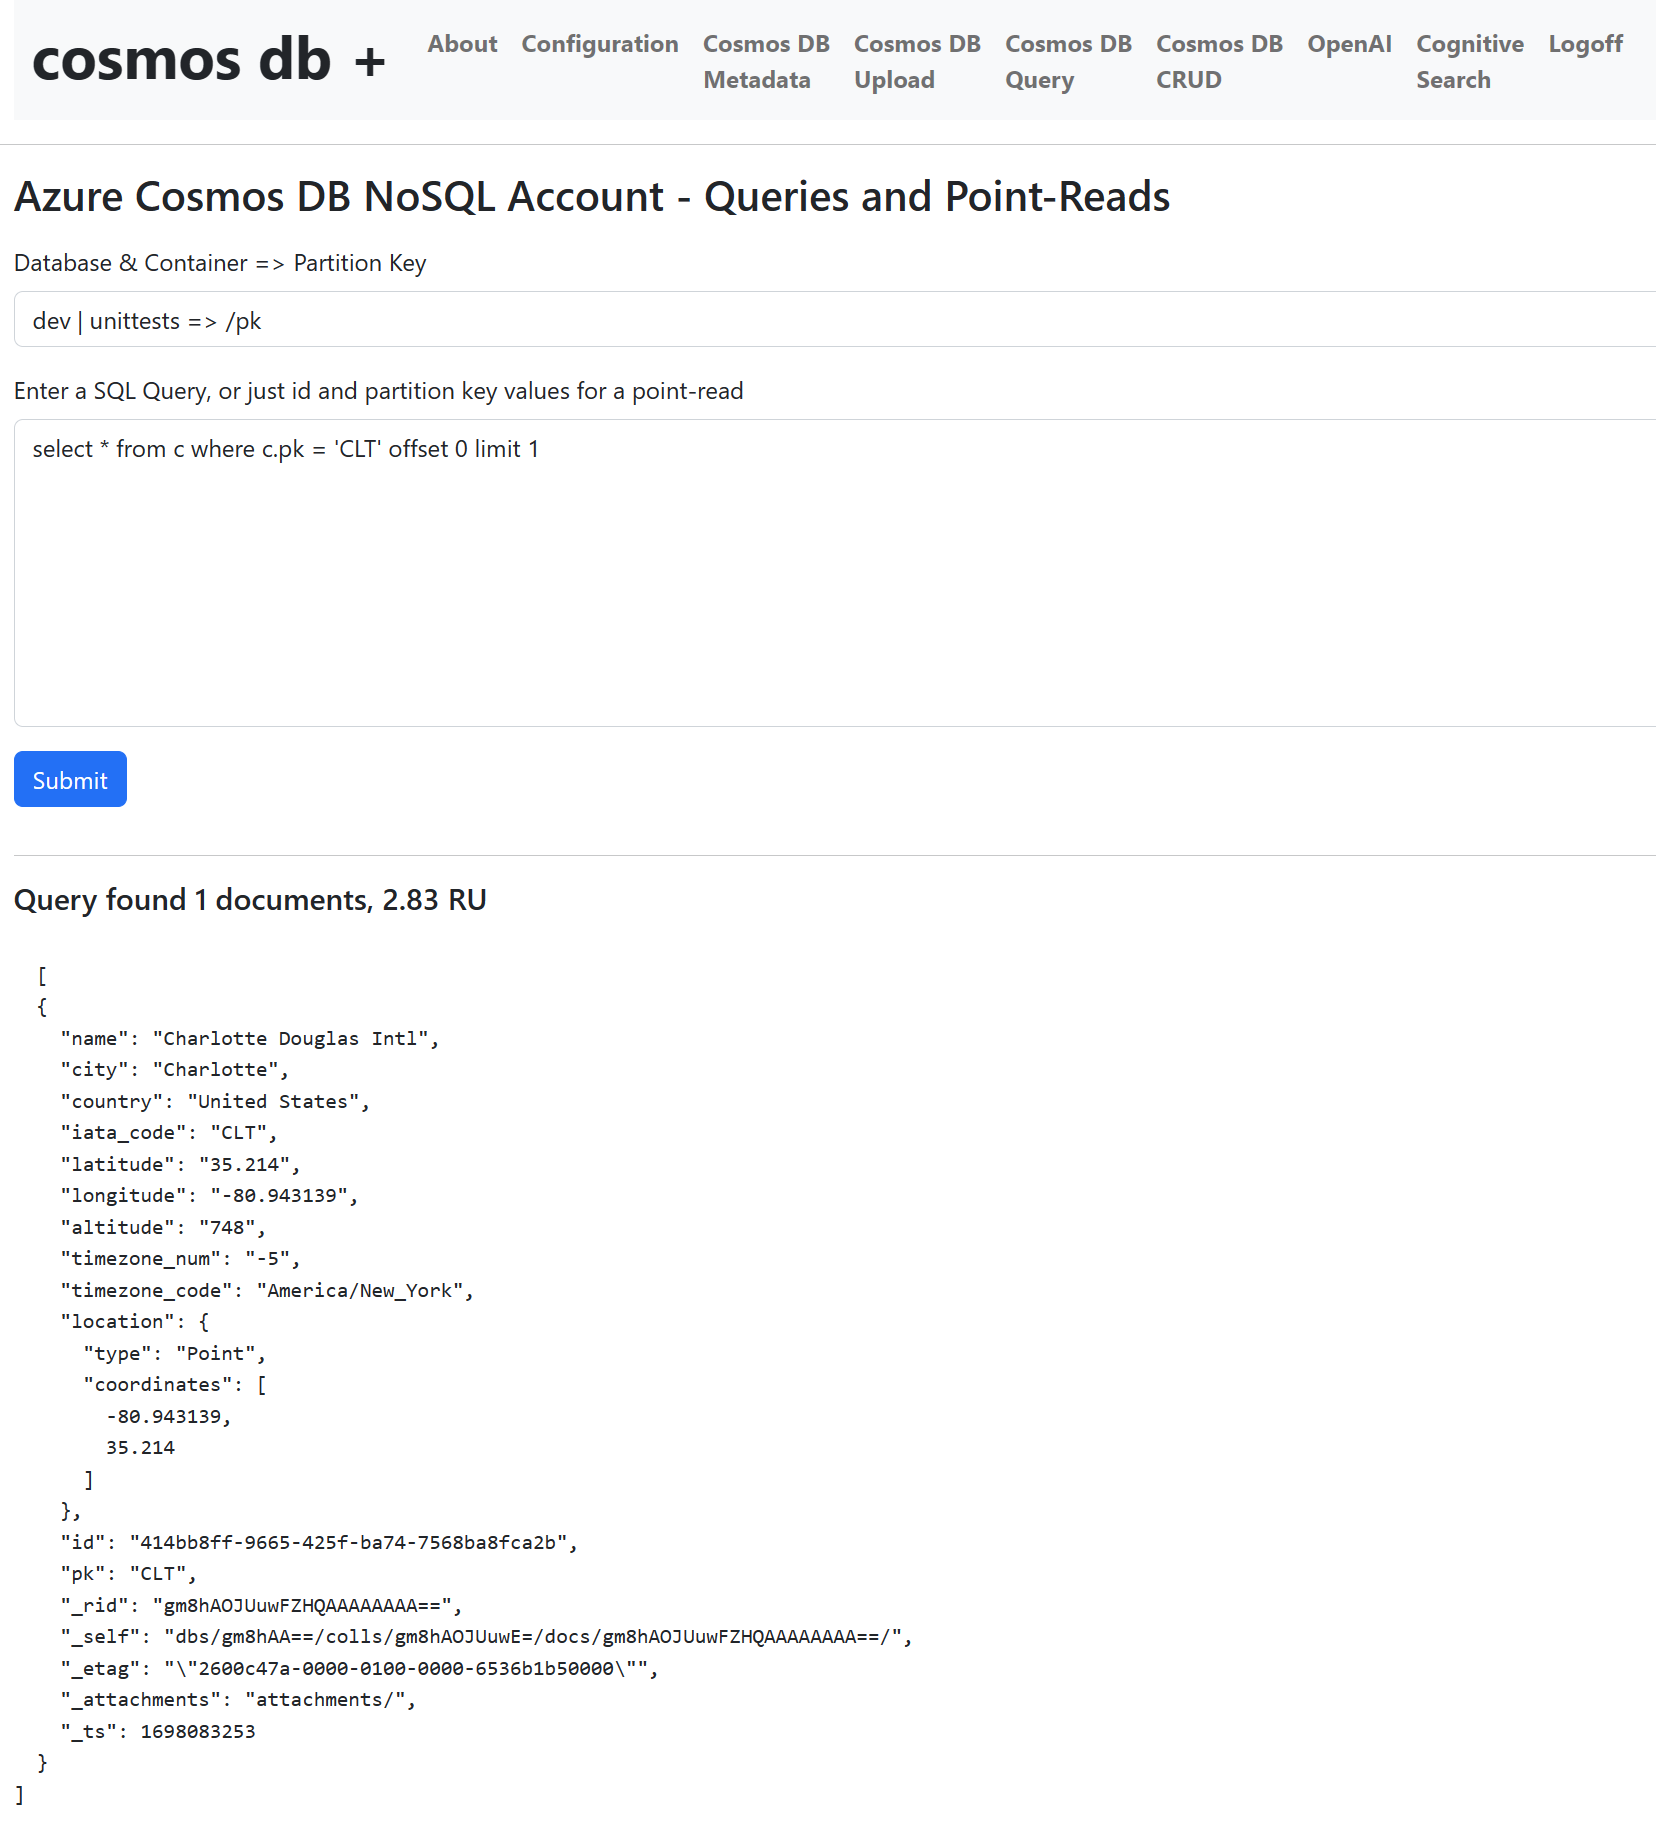 cosmos db +
About Configuration Cosmos DB Metadata Cosmos DB Upload Cosmos DB Query Cosmos DB CRUD OpenAI Cognitive Search Logoff
Azure Cosmos DB NoSQL Account - Queries and Point-Reads
Database & Container => Partition Key
dev | unittests => /pk
Enter a SQL Query, or just id and partition key values for a point-read
select * from c where c.pk = 'CLT' offset 0 limit 1
Submit
Query found 1 documents, 2.83 RU
[
{
"name": "Charlotte Douglas Intl",
"city": "Charlotte",
"country": "United States",
"iata_code": "CLT",
"latitude": "35.214",
"longitude": "-80.943139",
"altitude": "748",
"timezone_num": "-5",
"timezone_code": "America/New_York",
"location": {
"type": "Point",
"coordinates": [
-80.943139,
35.214
]
},
"id": "414bb8ff-9665-425f-ba74-7568ba8fca2b",
"pk": "CLT",
"_rid": "gm8hAOJUuwFZHQAAAAAAAA==",
"_self": "dbs/gm8hAA==/colls/gm8hAOJUuwE=/docs/gm8hAOJUuwFZHQAAAAAAAA==/",
"_etag": "\"2600c47a-0000-0100-0000-6536b1b50000\"",
"_attachments": "attachments/",
"_ts": 1698083253
}
]